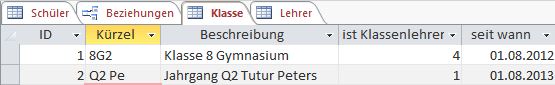 Schüler Beziehungen Klasse Lehrer
ID Kürzel Beschreibung ist Klassenlehrer seit wann
1 8G2 Klasse 8 Gymnasium 4 01.08.2012
2 Q2 Pe Jahrgang Q2 Tutur Peters 1 01.08.2013